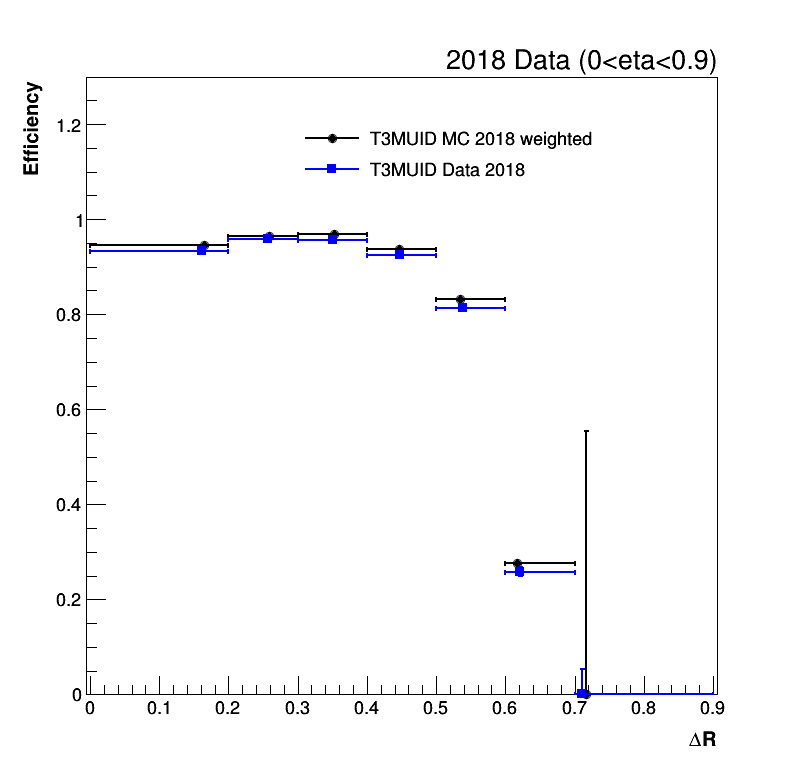 2018 Data (0<eta<0.9)
Efficiency
T3MUID MC 2018 weighted
T3MUID Data 2018
1.2
1
0.8
0.6
0.4
0.2
0
0 0.1 0.2 0.3 0.4 0.5 0.6 0.7 0.8 0.9
ΔR